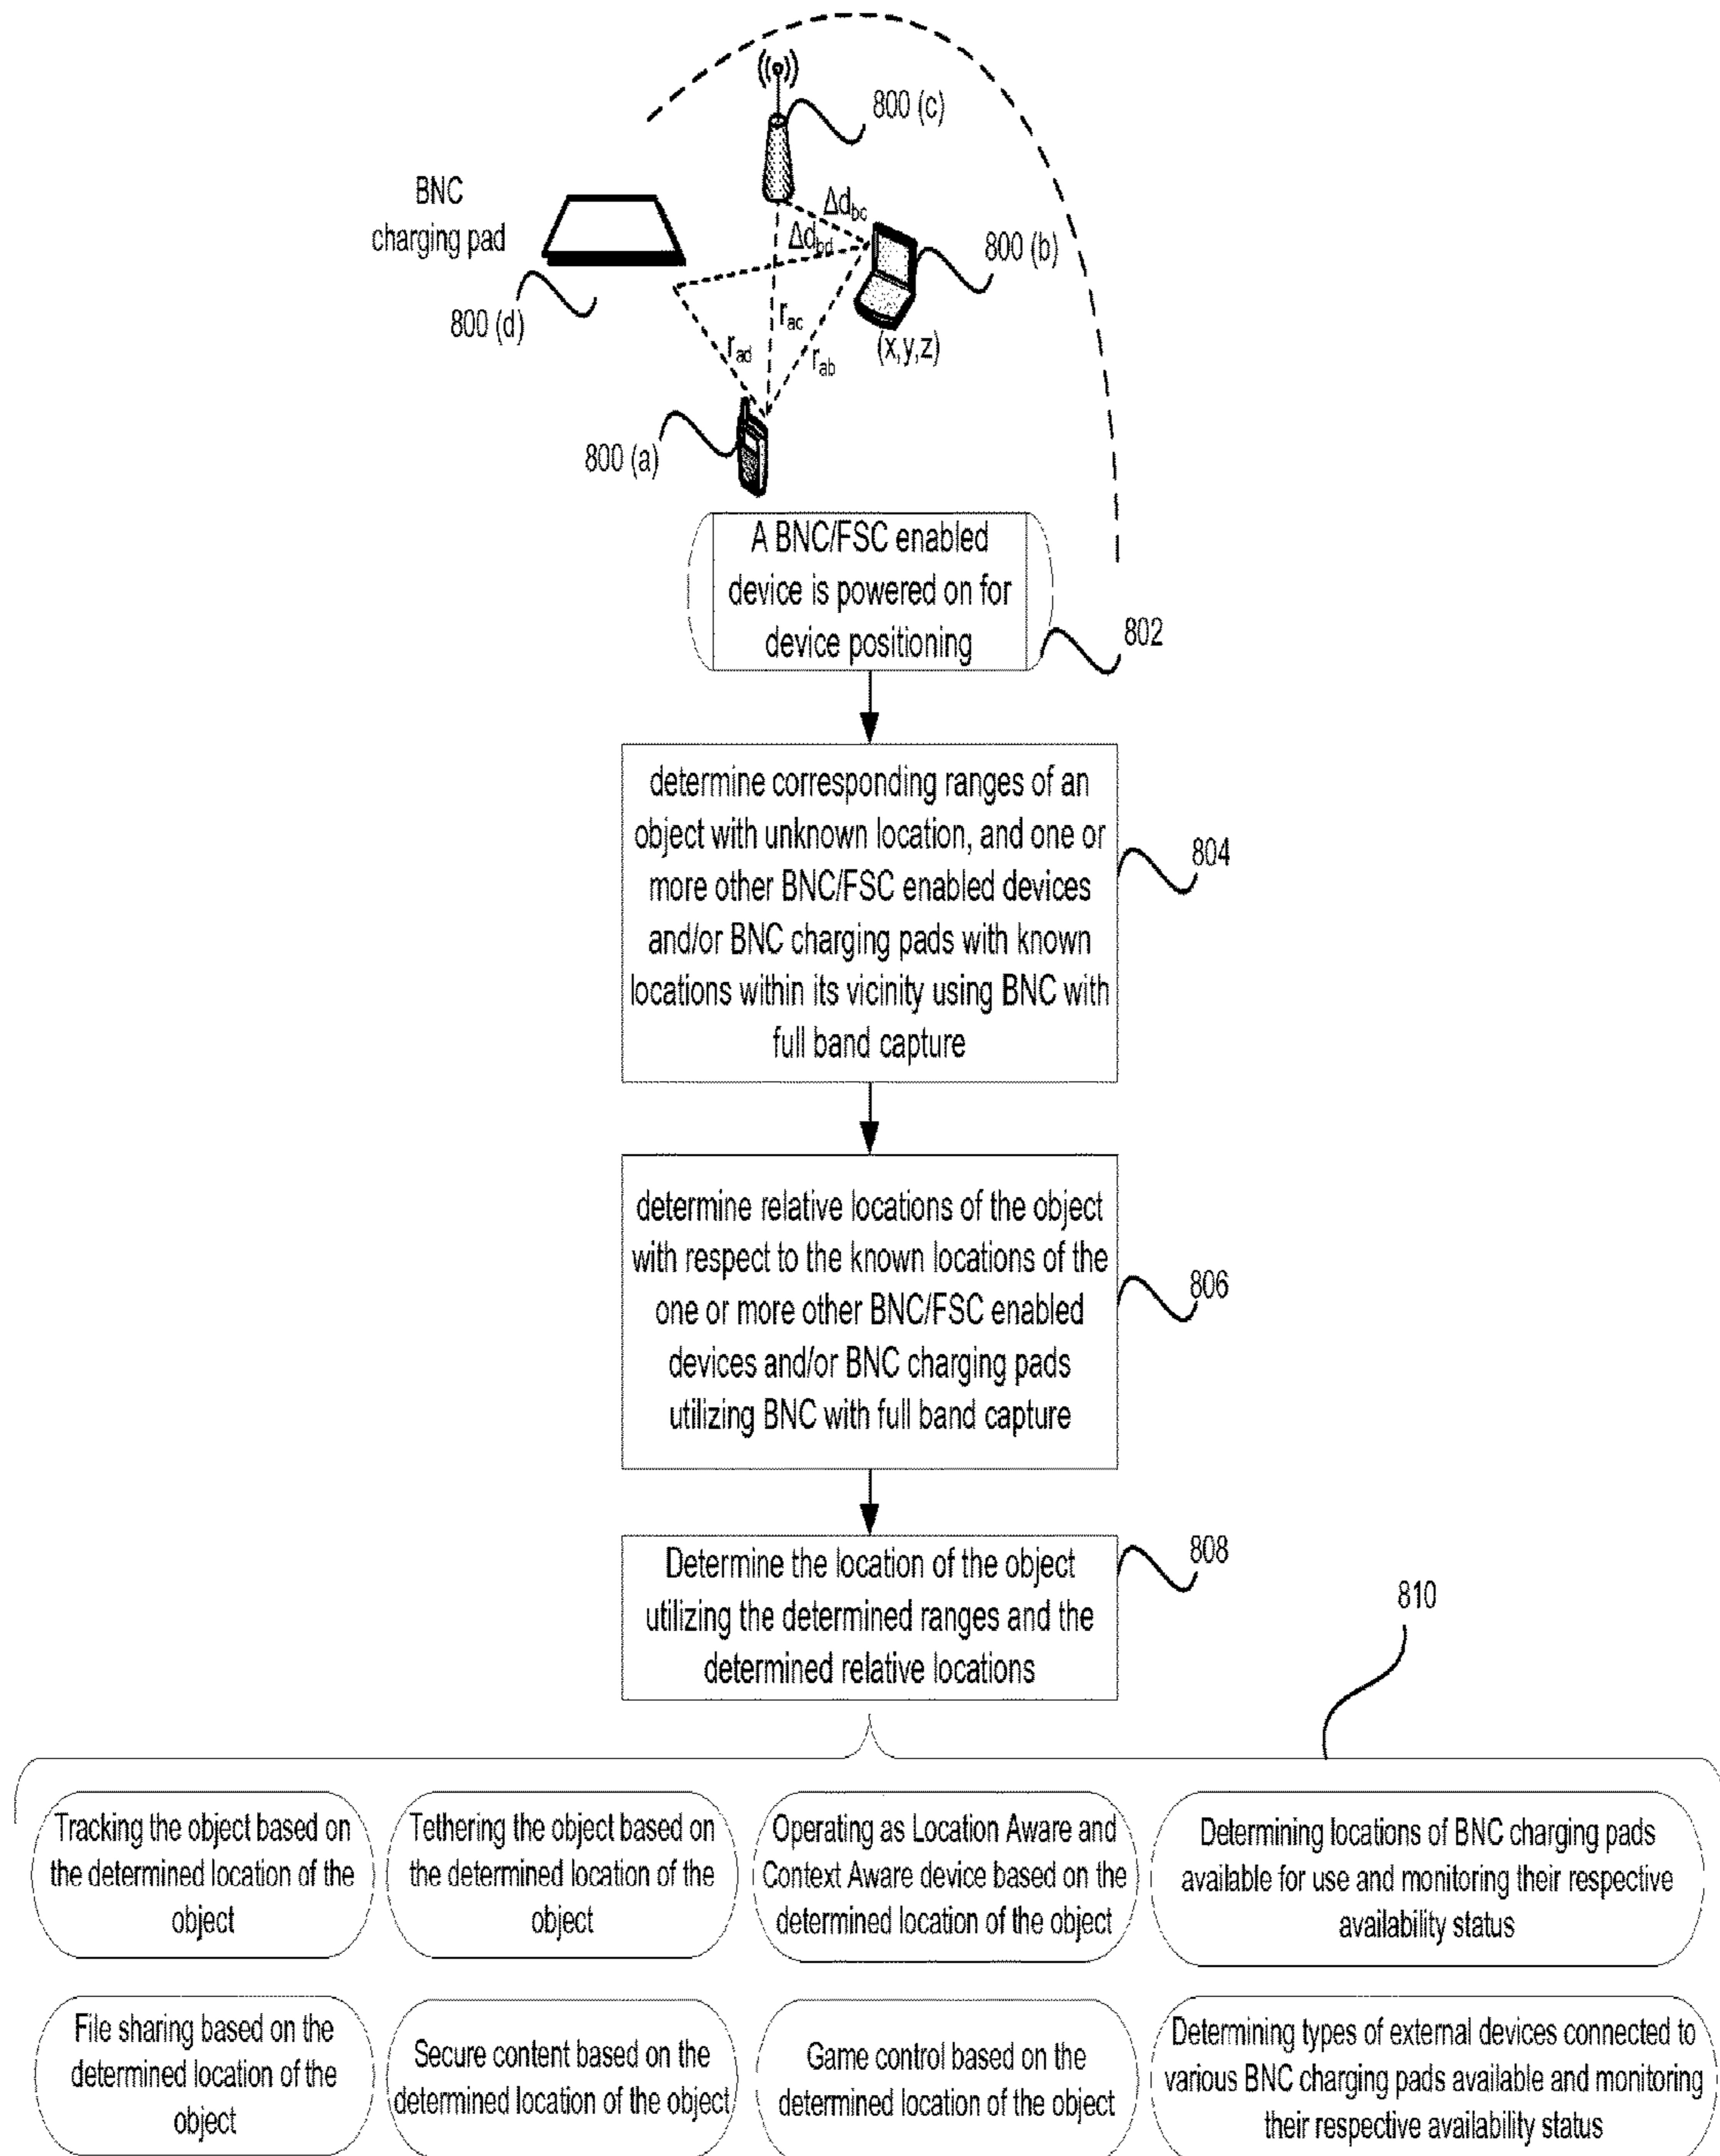 800 (c)
BNC
charging pad
Δd_bc
Δd_bd
800 (b)
800 (d)
r_ac
(x,y,z)
r_ad
r_ab
800 (a)
A BNC/FSC enabled
device is powered on for
device positioning
802
determine corresponding ranges of an
object with unknown location, and one or
more other BNC/FSC enabled devices
and/or BNC charging pads with known
locations within its vicinity using BNC with
full band capture
804
determine relative locations of the object
with respect to the known locations of the
one or more other BNC/FSC enabled
devices and/or BNC charging pads
utilizing BNC with full band capture
806
Determine the location of the object
utilizing the determined ranges and the
determined relative locations
808
810
Tracking the object based on
the determined location of the
object
Tethering the object based on
the determined location of the
object
Operating as Location Aware and
Context Aware device based on the
determined location of the object
Determining locations of BNC charging pads
available for use and monitoring their respective
availability status
File sharing based on the
determined location of the
object
Secure content based on the
determined location of the object
Game control based on the
determined location of the object
Determining types of external devices connected to
various BNC charging pads available and monitoring
their respective availability status